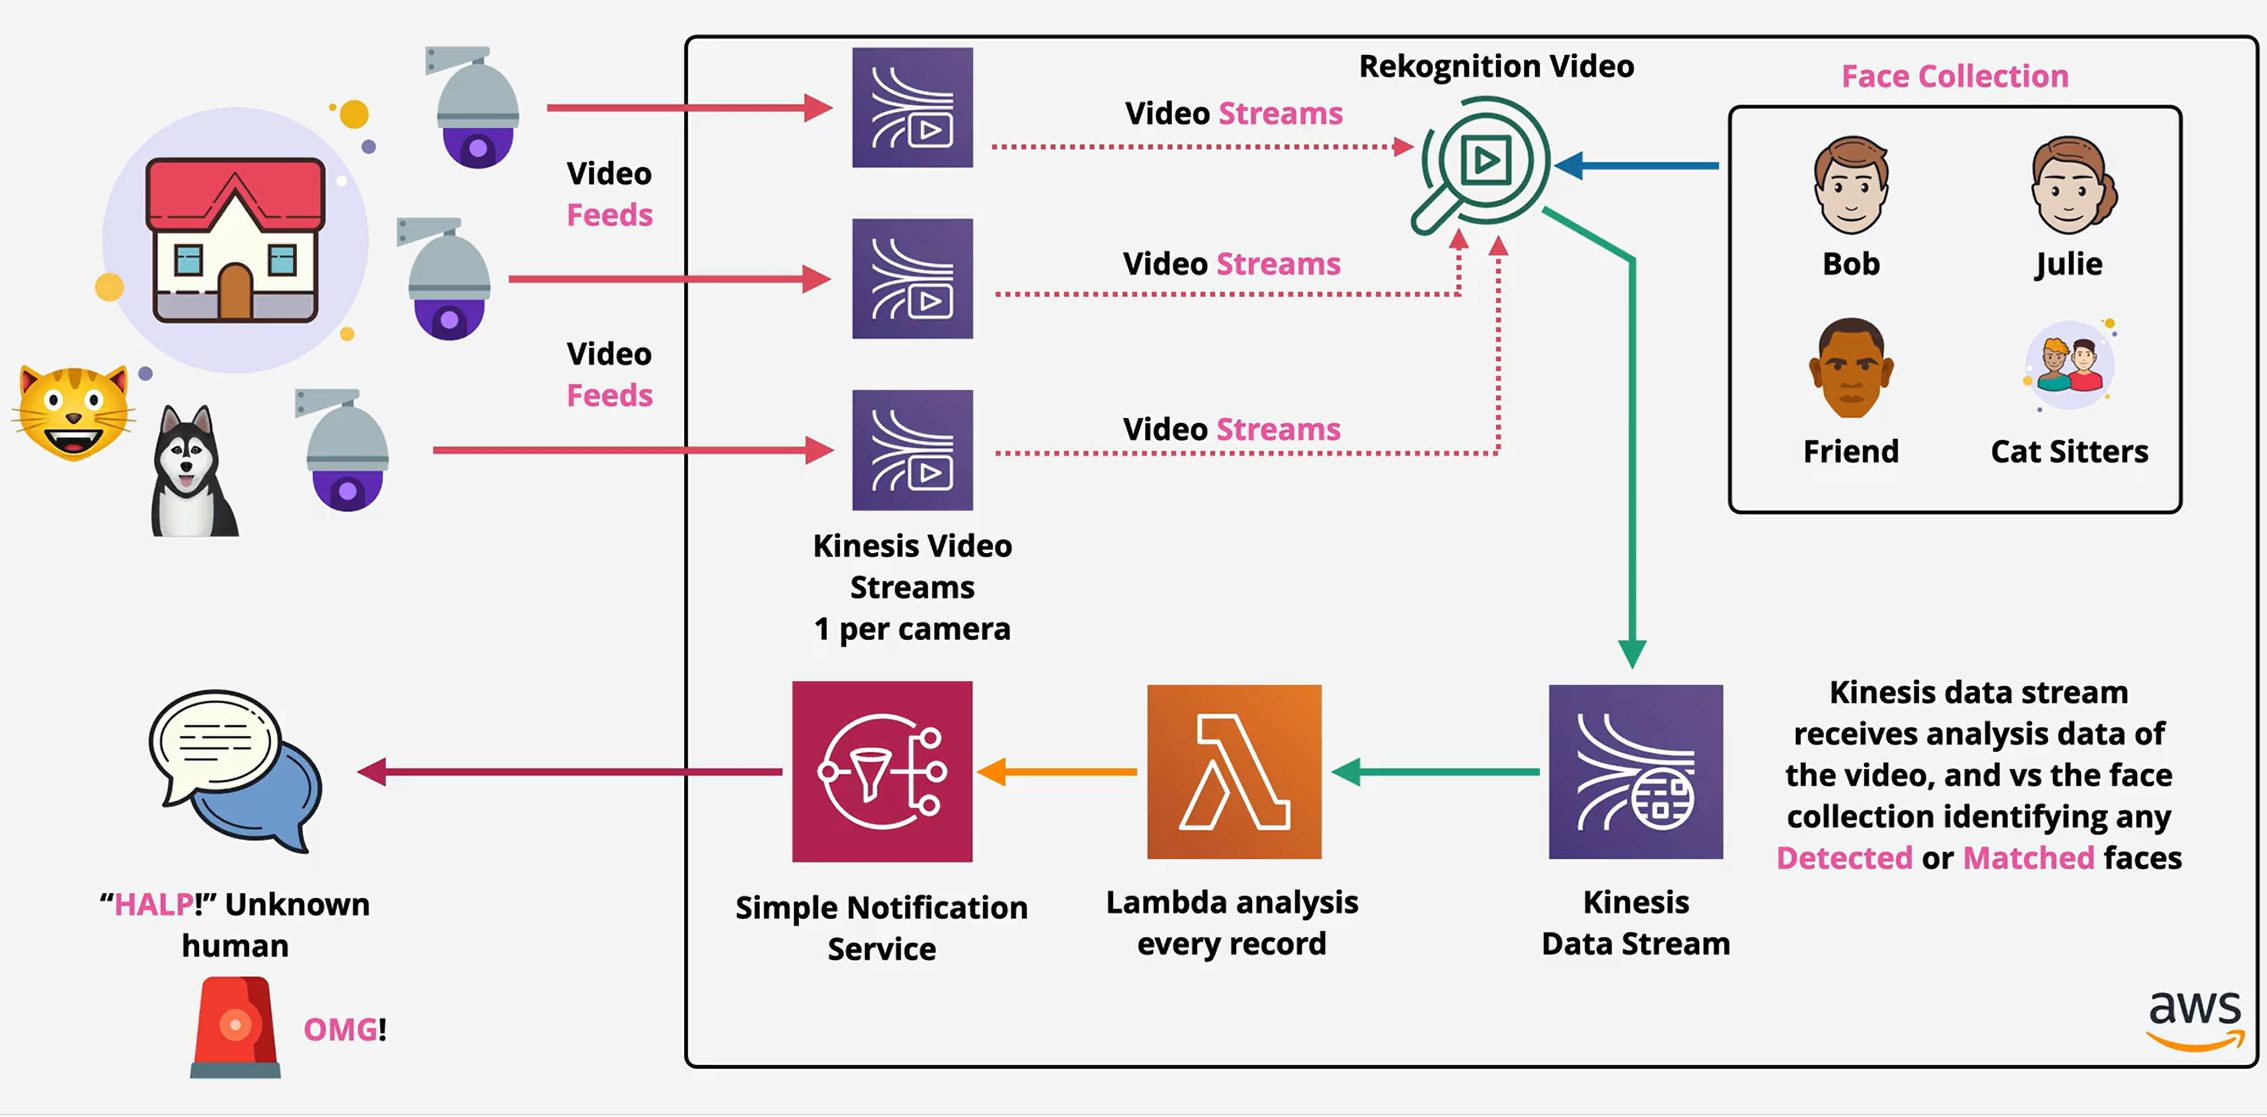 Rekognition Video
Face Collection
Video Streams
Video
Feeds
Video Streams
Bob
Julie
Video
Feeds
Video Streams
Friend
Cat Sitters
Kinesis Video
Streams
1 per camera
Kinesis data stream
receives analysis data of
the video, and vs the face
collection identifying any
Detected or Matched faces
“HALP!” Unknown
human
OMG!
Simple Notification
Service
Lambda analysis
every record
Kinesis
Data Stream
aws